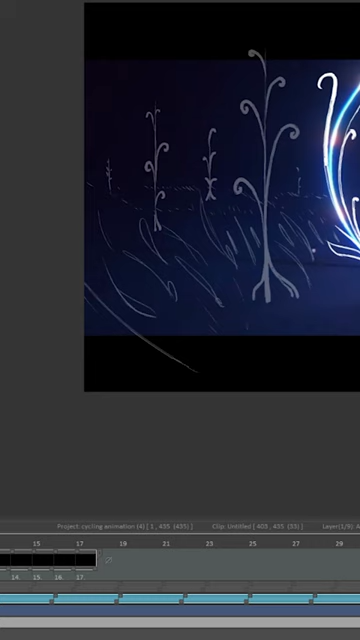 Project: cycling animation (4) [ 1 , 435 (435) ] Clip: Untitled [ 403 , 435 (33) ] Layer(1/9): A
15 17 19 21 23 25 27 29
14. 15. 16. 17.